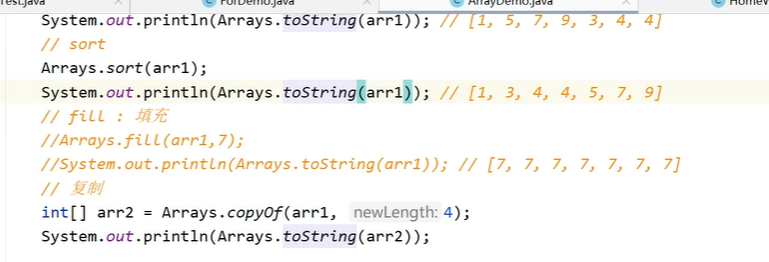 Test.java ForDemo.java ArrayDemo.java
System.out.println(Arrays.toString(arr1)); // [1, 5, 7, 9, 3, 4, 4]
// sort
Arrays.sort(arr1);
System.out.println(Arrays.toString(arr1)); // [1, 3, 4, 4, 5, 7, 9]
// fill : 填充
//Arrays.fill(arr1,7);
//System.out.println(Arrays.toString(arr1)); // [7, 7, 7, 7, 7, 7, 7]
// 复制
int[] arr2 = Arrays.copyOf(arr1, newLength: 4);
System.out.println(Arrays.toString(arr2));